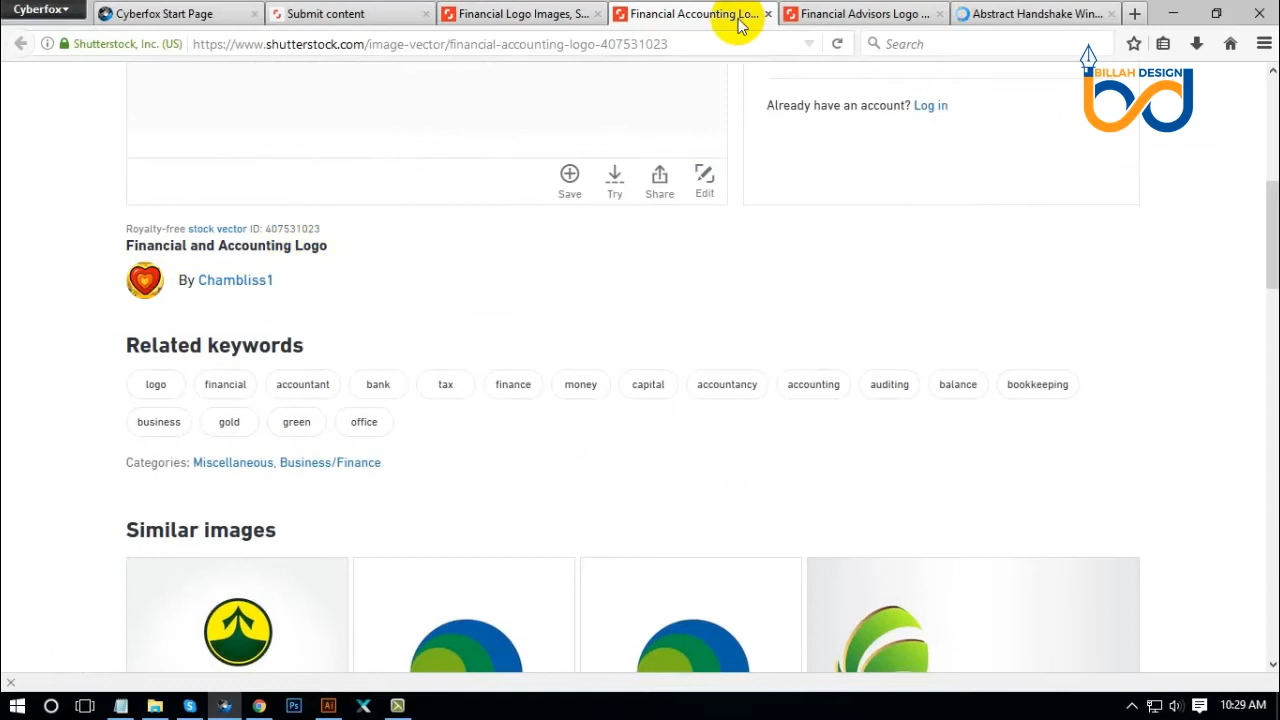 Cyberfox
Cyberfox Start Page
Submit content
Financial Logo Images, S...
Financial Accounting Lo...
Financial Advisors Logo ...
Abstract Handshake Win...
Shutterstock, Inc. (US)
https://www.shutterstock.com/image-vector/financial-accounting-logo-407531023
Search
BILLAH DESIGN
bd
Already have an account? Log in
Save
Try
Share
Edit
Royalty-free stock vector ID: 407531023
Financial and Accounting Logo
By Chambliss1
Related keywords
logo financial accountant bank tax finance money capital accountancy accounting auditing balance bookkeeping
business gold green office
Categories: Miscellaneous, Business/Finance
Similar images
Ps
Ai
10:29 AM